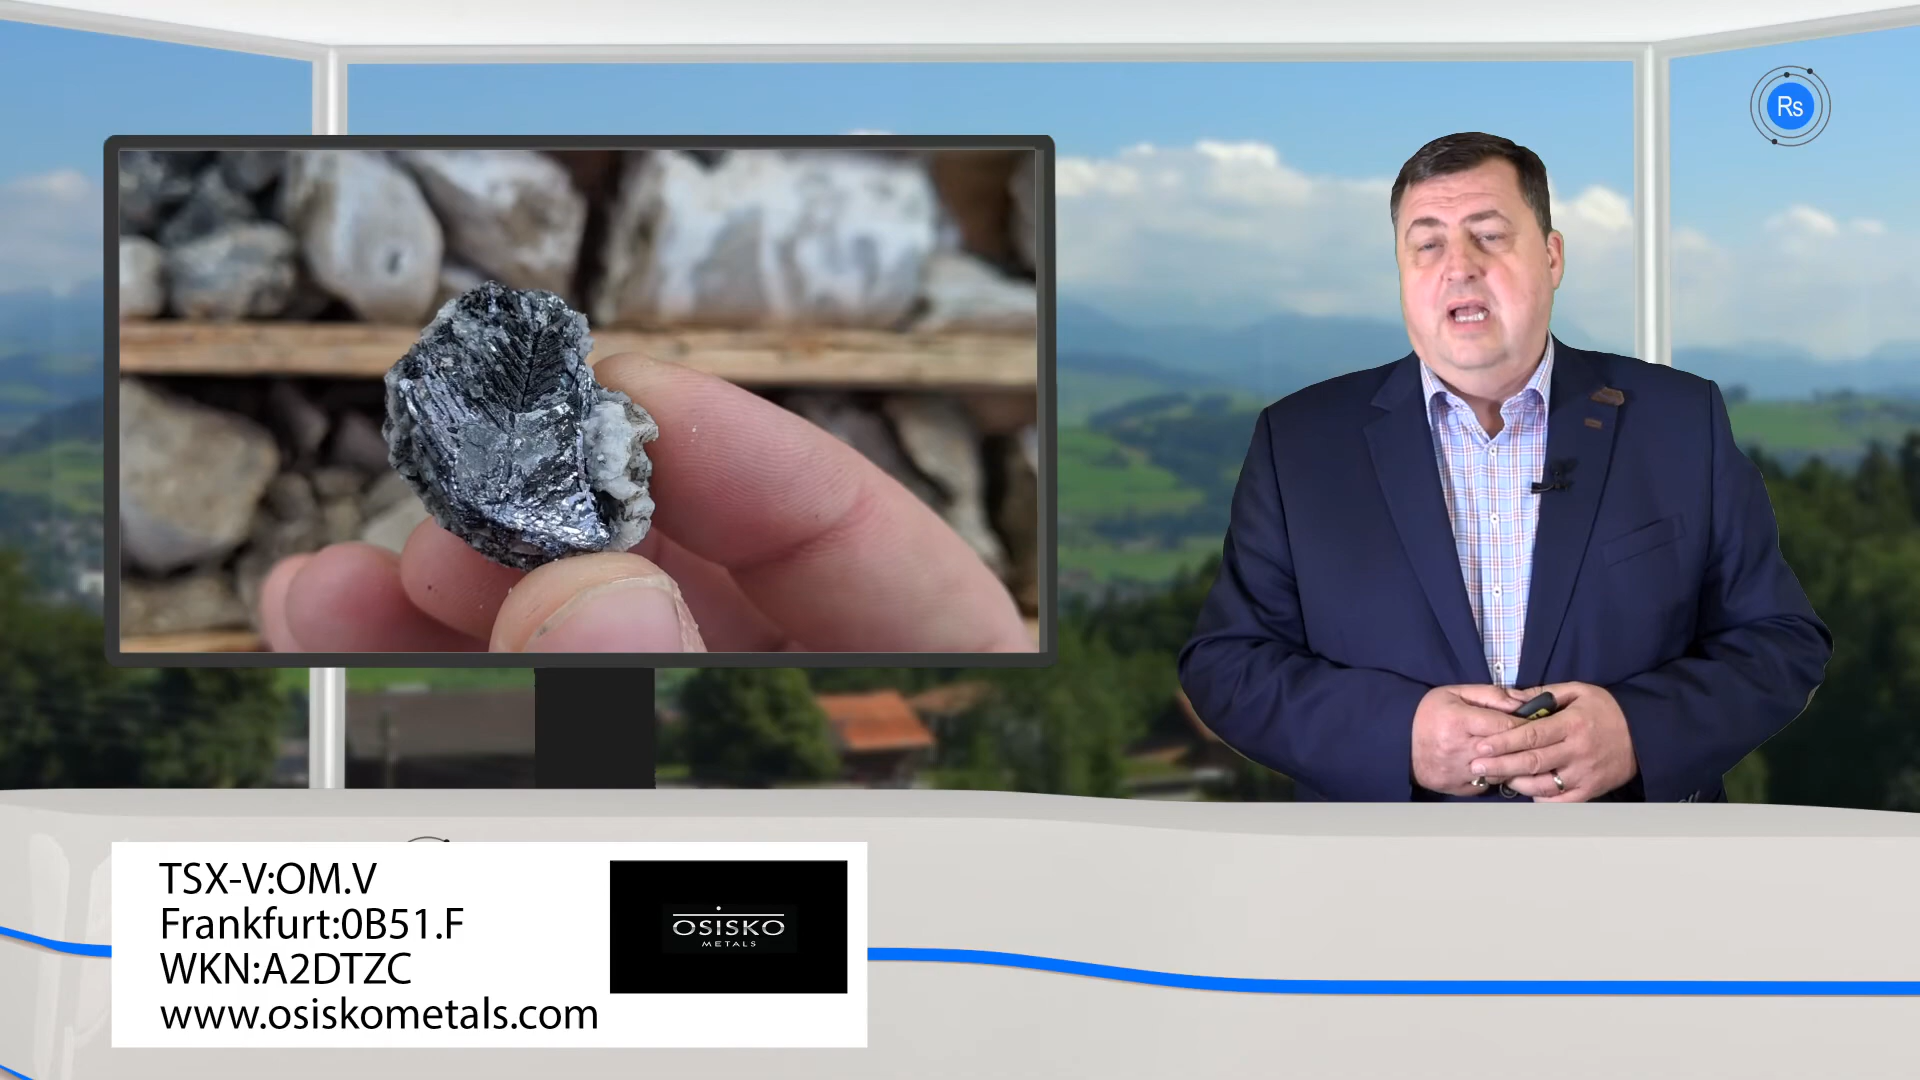 Rs
TSX-V:OM.V
Frankfurt:0B51.F
WKN:A2DTZC
www.osiskometals.com
OSISKO
METALS